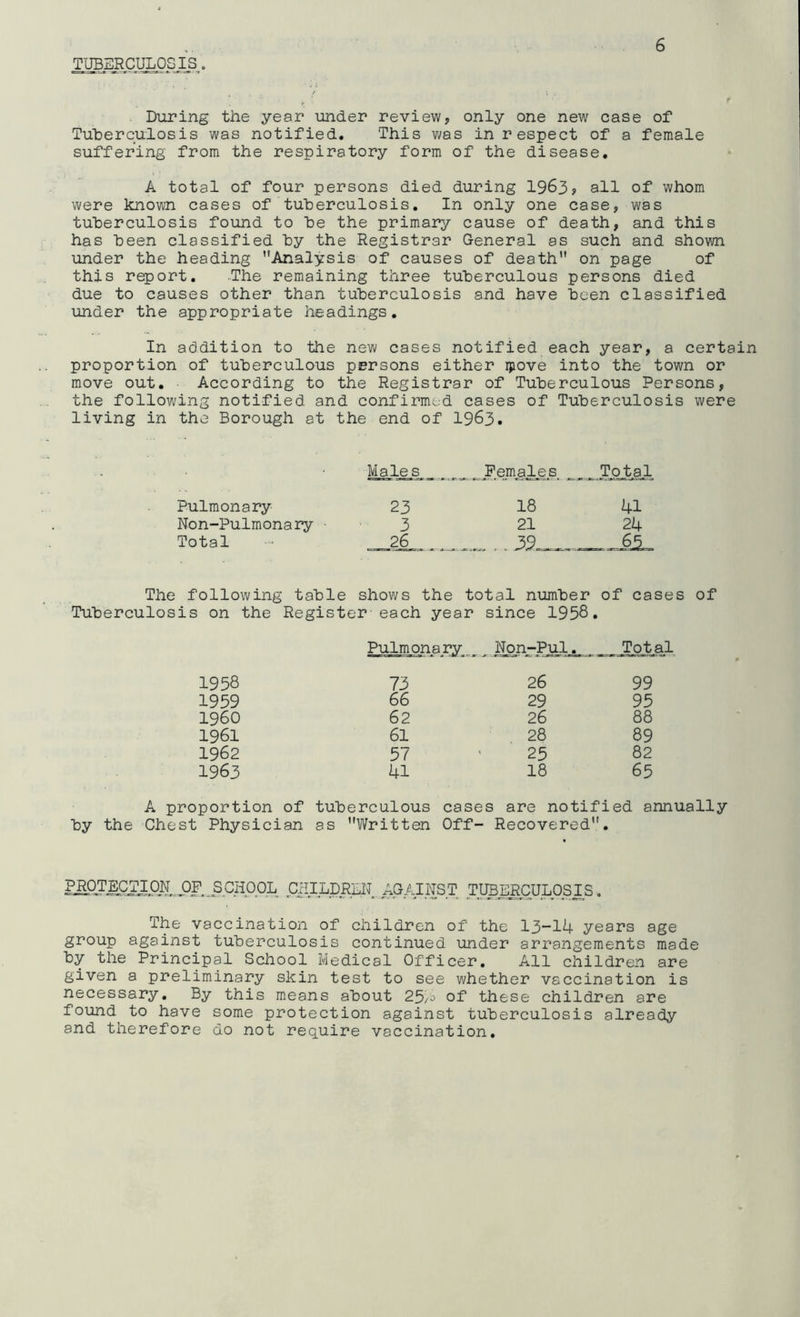 6
TUBERCULOSIS.
During the year under review, only one new case of
Tuberculosis was notified. This was in respect of a female
suffering from the respiratory form of the disease.
A total of four persons died during 1963, all of whom
were known cases of tuberculosis. In only one case, was
tuberculosis found to be the primary cause of death, and this
has been classified by the Registrar General as such and shown
under the heading "Analysis of causes of death" on page of
this report. The remaining three tuberculous persons died
due to causes other than tuberculosis and have been classified
under the appropriate headings.
In addition to the new cases notified each year, a certain
proportion of tuberculous persons either move into the town or
move out. According to the Registrar of Tuberculous Persons,
the following notified and confirmed cases of Tuberculosis were
living in the Borough at the end of 1963.
Males Females Total
Pulmonary 23 18 41
Non-Pulmonary 3 21 24
Total 26 39 65
The following table shows the total number of cases of
Tuberculosis on the Register each year since 1958.
Pulmonary Non-Pul. Total
1958 73 26 99
1959 66 29 95
1960 62 26 88
1961 61 28 89
1962 57 25 82
1963 41 18 65
A proportion of tuberculous cases are notified annually
by the Chest Physician as "Written Off- Recovered".
PROTECTION OF SCHOOL CHILDREN AGAINST TUBERCULOSIS.
The vaccination of children of the 13-14 years age
group against tuberculosis continued under arrangements made
by the Principal School Medical Officer. All children are
given a preliminary skin test to see whether vaccination is
necessary. By this means about 25% of these children are
found to have some protection against tuberculosis already
and therefore do not require vaccination.